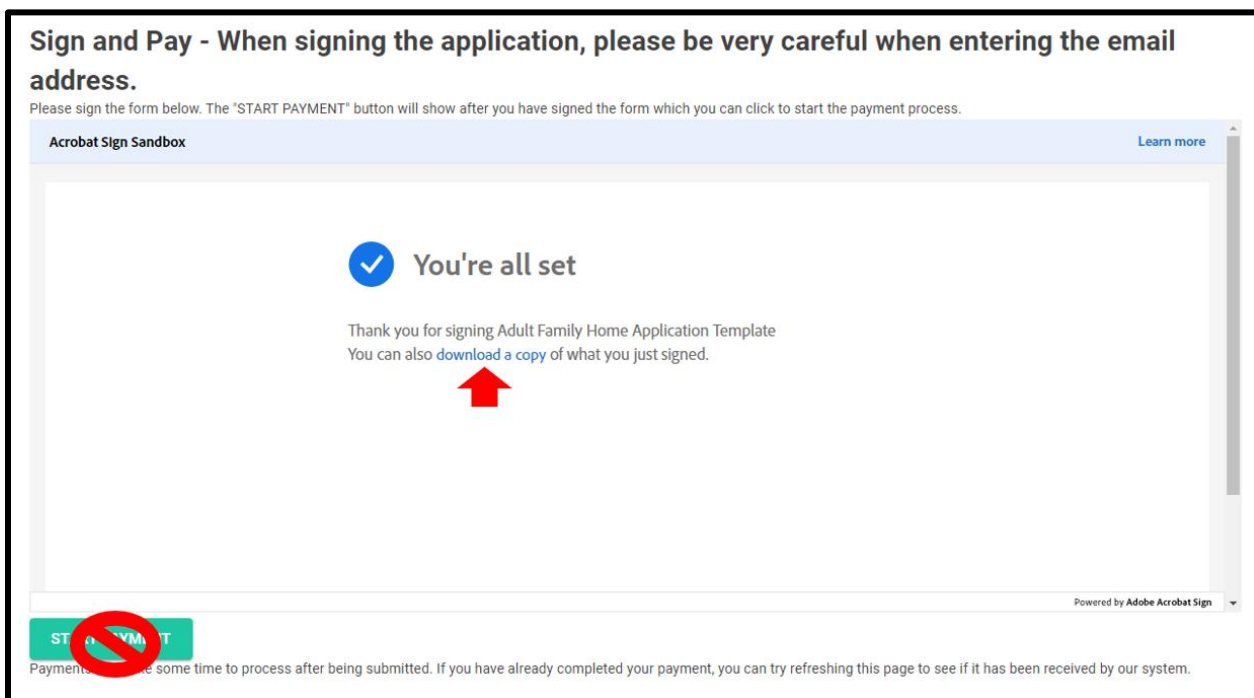 Sign and Pay - When signing the application, please be very careful when entering the email
address.
Please sign the form below. The "START PAYMENT" button will show after you have signed the form which you can click to start the payment process.
Acrobat Sign Sandbox
Learn more
You're all set
Thank you for signing Adult Family Home Application Template
You can also download a copy of what you just signed.
Powered by Adobe Acrobat Sign
START PAYMENT
Payments some time to process after being submitted. If you have already completed your payment, you can try refreshing this page to see if it has been received by our system.